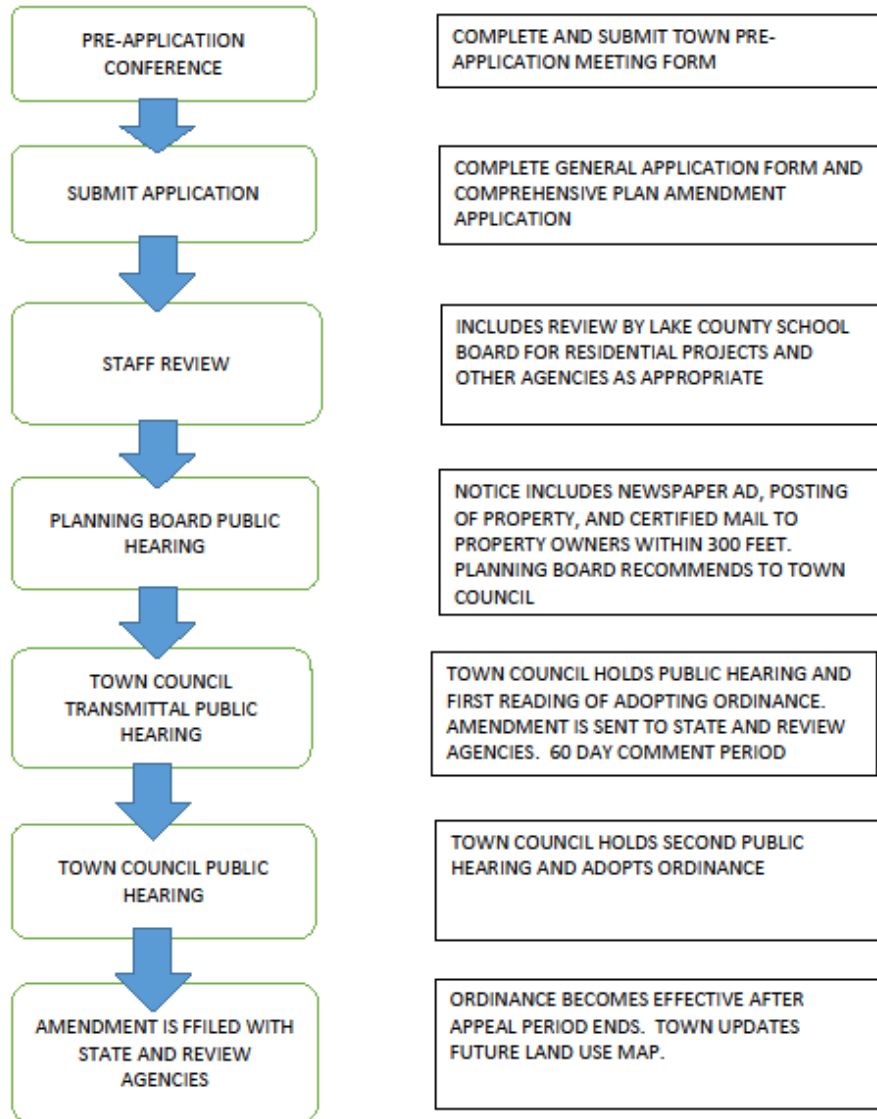 PRE-APPLICATIION
CONFERENCE
COMPLETE AND SUBMIT TOWN PRE-
APPLICATION MEETING FORM
SUBMIT APPLICATION
COMPLETE GENERAL APPLICATION FORM AND
COMPREHENSIVE PLAN AMENDMENT
APPLICATION
STAFF REVIEW
INCLUDES REVIEW BY LAKE COUNTY SCHOOL
BOARD FOR RESIDENTIAL PROJECTS AND
OTHER AGENCIES AS APPROPRIATE
PLANNING BOARD PUBLIC
HEARING
NOTICE INCLUDES NEWSPAPER AD, POSTING
OF PROPERTY, AND CERTIFIED MAIL TO
PROPERTY OWNERS WITHIN 300 FEET.
PLANNING BOARD RECOMMENDS TO TOWN
COUNCIL
TOWN COUNCIL
TRANSMITTAL PUBLIC
HEARING
TOWN COUNCIL HOLDS PUBLIC HEARING AND
FIRST READING OF ADOPTING ORDINANCE.
AMENDMENT IS SENT TO STATE AND REVIEW
AGENCIES.  60 DAY COMMENT PERIOD
TOWN COUNCIL PUBLIC
HEARING
TOWN COUNCIL HOLDS SECOND PUBLIC
HEARING AND ADOPTS ORDINANCE
AMENDMENT IS FFILED WITH
STATE AND REVIEW
AGENCIES
ORDINANCE BECOMES EFFECTIVE AFTER
APPEAL PERIOD ENDS.  TOWN UPDATES
FUTURE LAND USE MAP.